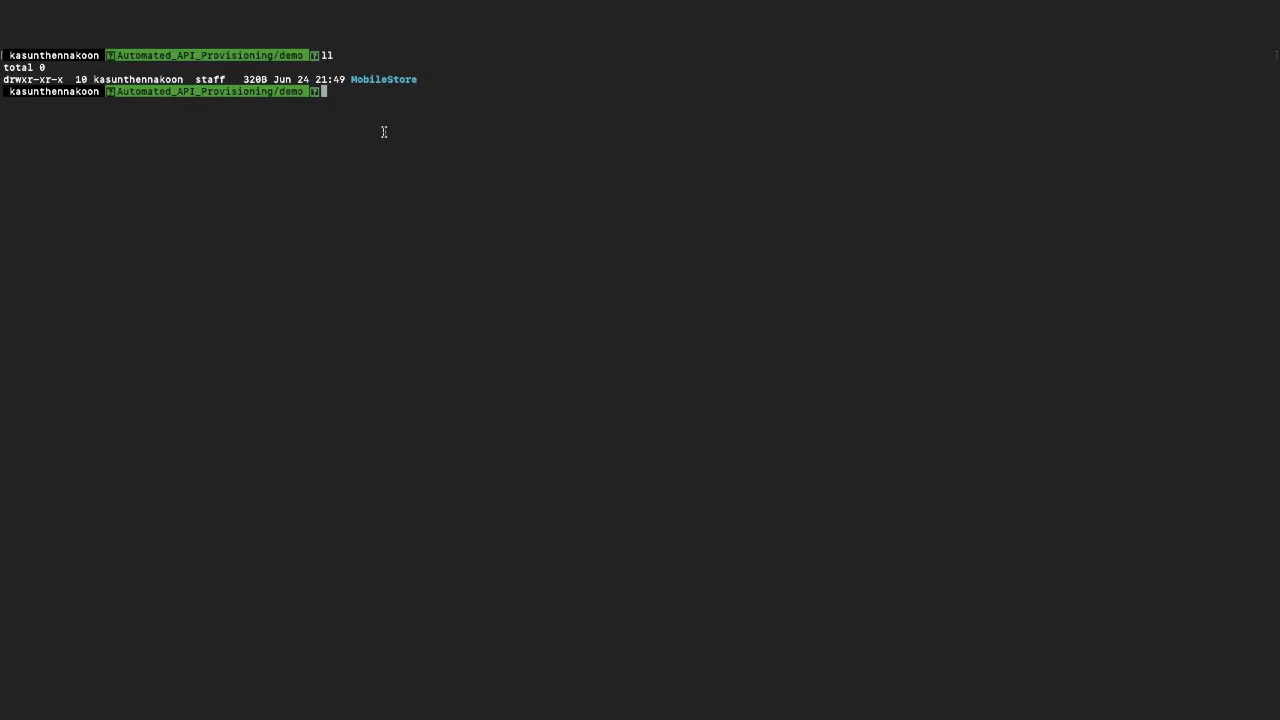 kasunthennakoon Automated_API_Provisioning/demo ll
total 0
drwxr-xr-x 10 kasunthennakoon staff 320B Jun 24 21:49 MobileStore
kasunthennakoon Automated_API_Provisioning/demo